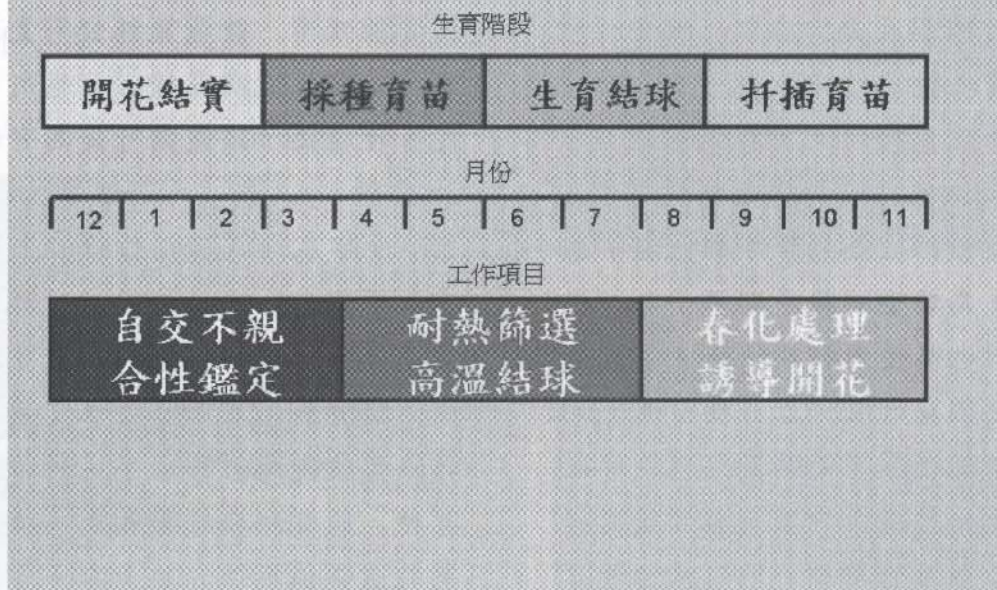 生育階段
開花結實 採種育苗 生育結球 扦插育苗
月份
12 1 2 3 4 5 6 7 8 9 10 11
工作項目
自交不親 耐熱篩選 春化處理
合性鑑定 高溫結球 誘導開花